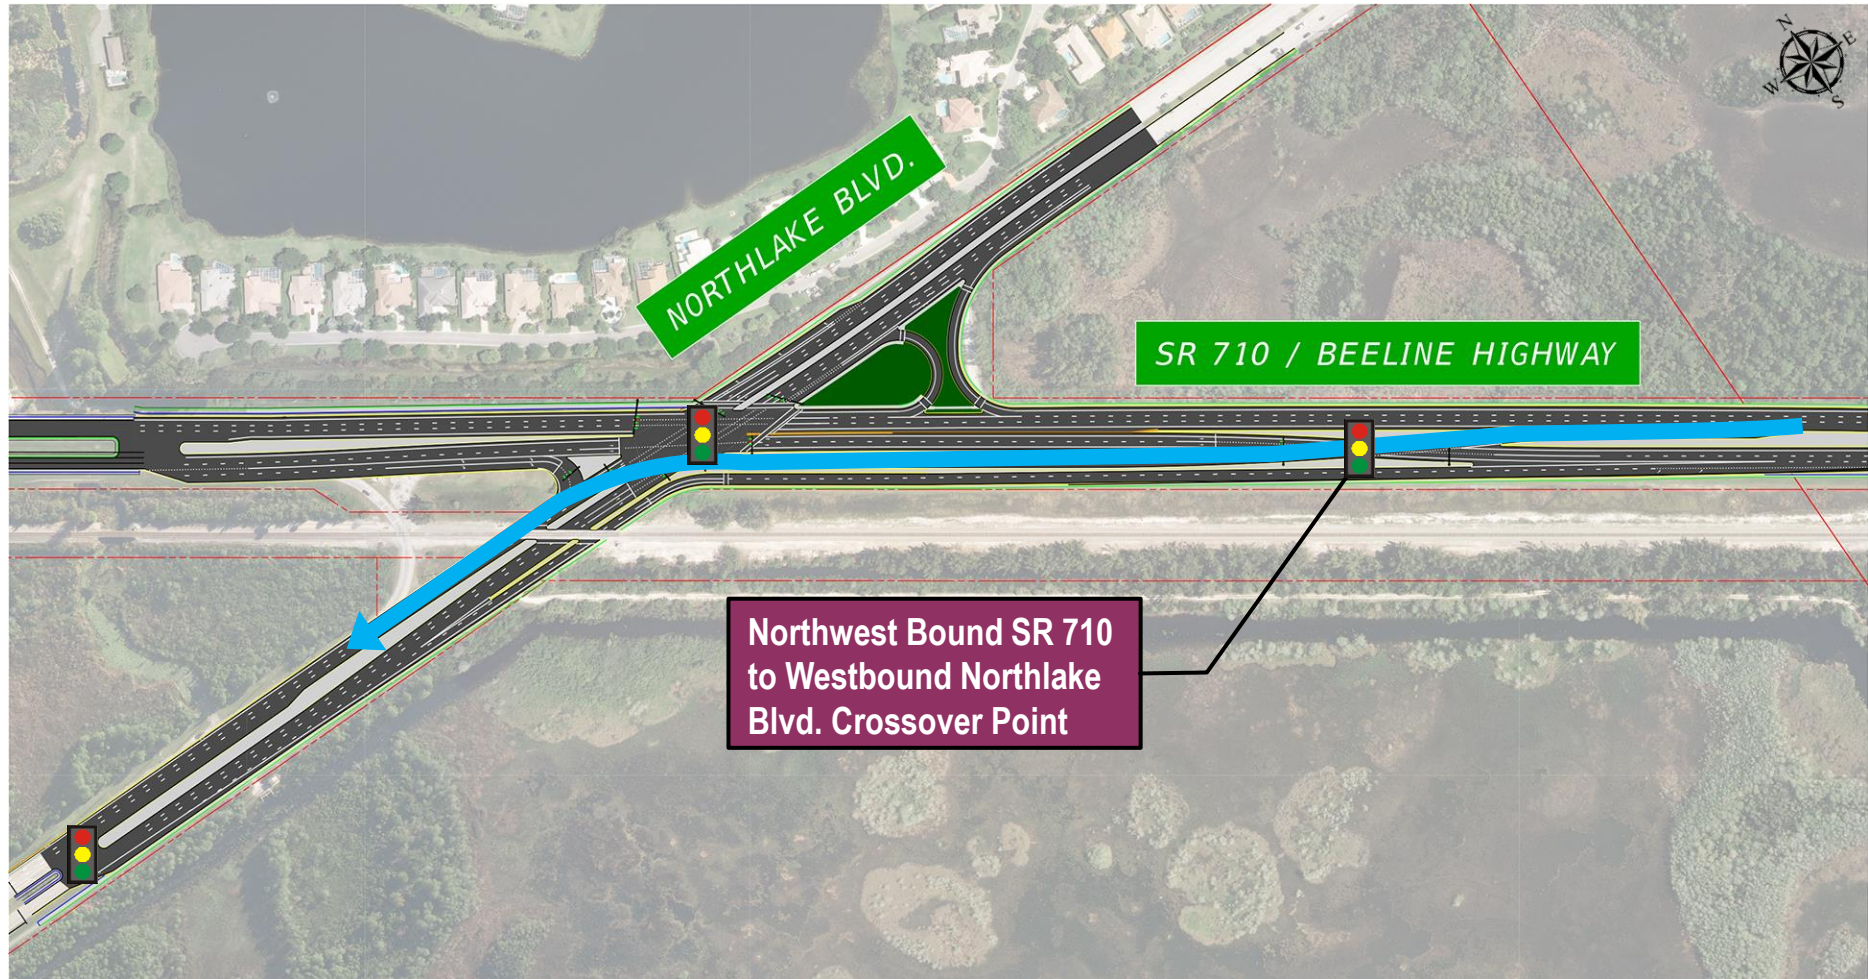 N
E
W
S
NORTHLAKE BLVD.
SR 710 / BEELINE HIGHWAY
Northwest Bound SR 710
to Westbound Northlake
Blvd. Crossover Point